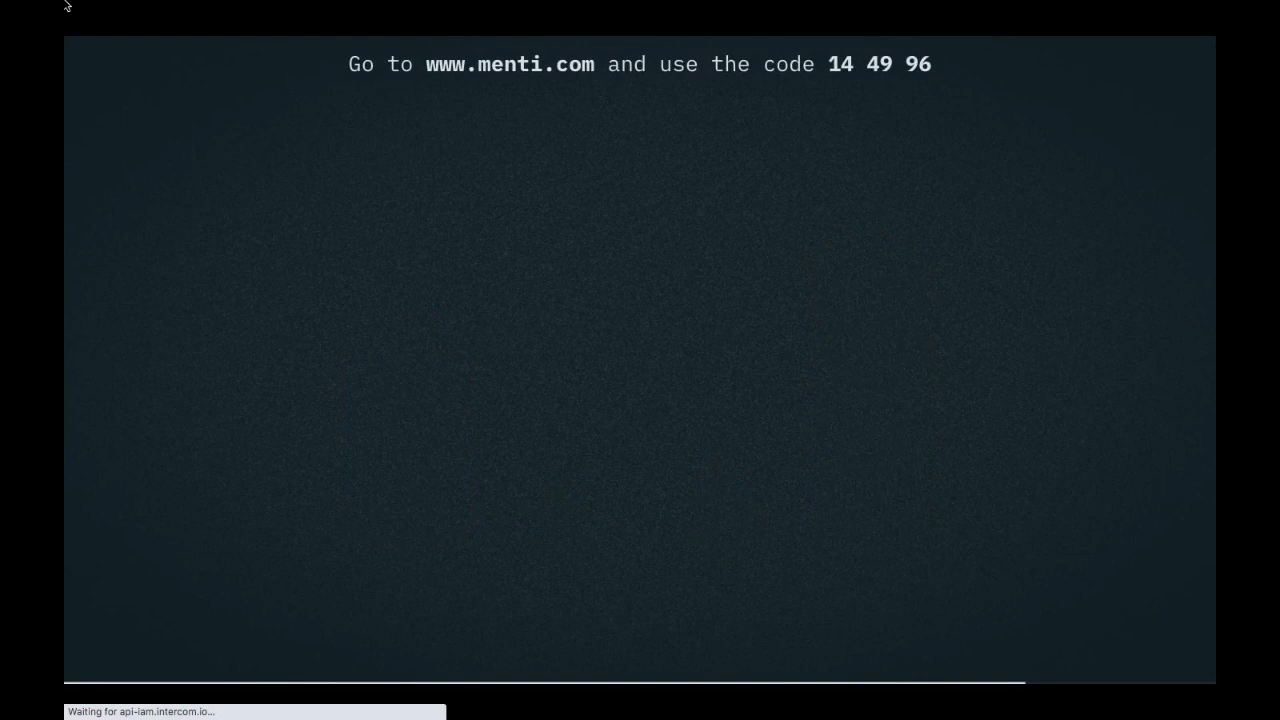 Go to www.menti.com and use the code 14 49 96
Waiting for api-iam.intercom.io...